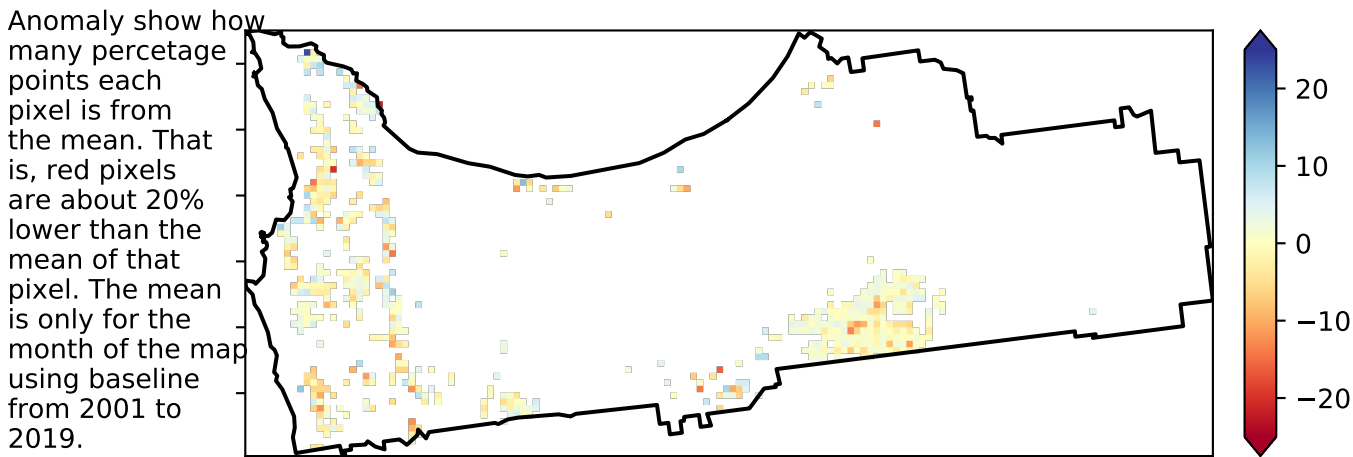 Anomaly show how
many percetage
points each
pixel is from
the mean. That
is, red pixels
are about 20%
lower than the
mean of that
pixel. The mean
is only for the
month of the map
using baseline
from 2001 to
2019.
20
10
0
−10
−20